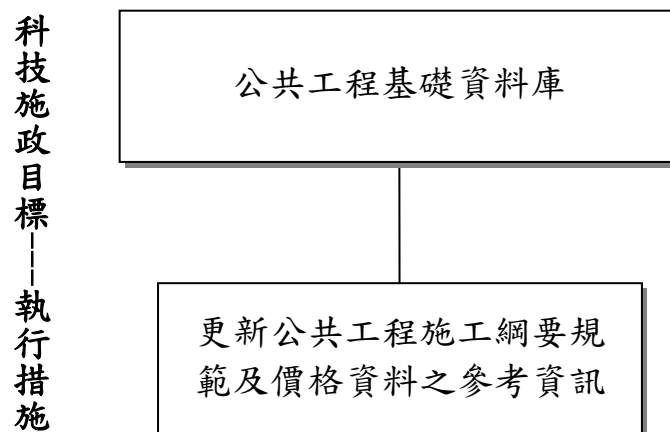 科技施政目標---執行措施
公共工程基礎資料庫
更新公共工程施工綱要規
範及價格資料之參考資訊